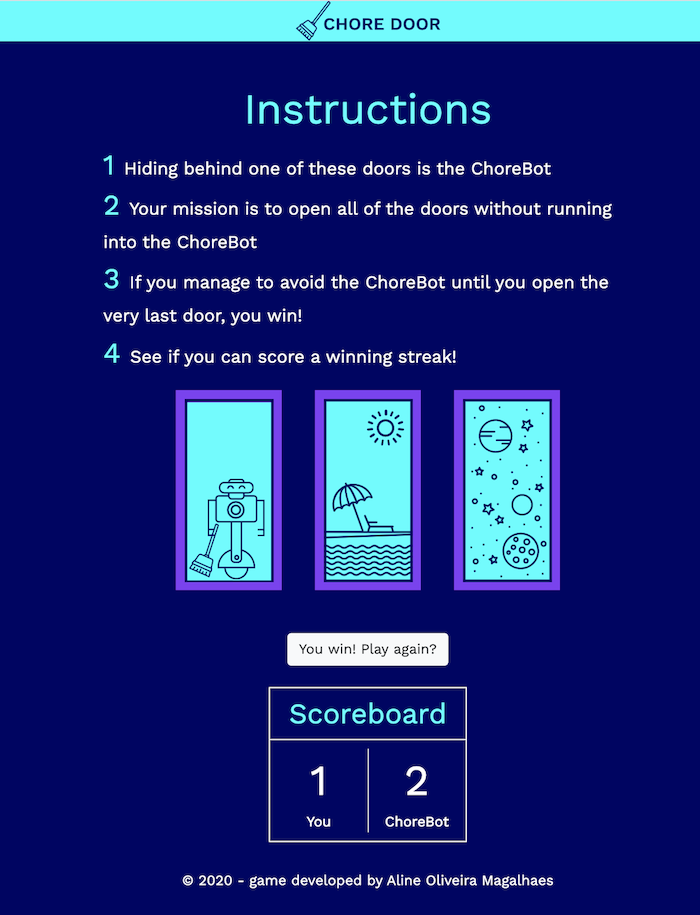 CHORE DOOR
Instructions
1 Hiding behind one of these doors is the ChoreBot
2 Your mission is to open all of the doors without running
into the ChoreBot
3 If you manage to avoid the ChoreBot until you open the
very last door, you win!
4 See if you can score a winning streak!
You win! Play again?
Scoreboard
1 2
You ChoreBot
© 2020 - game developed by Aline Oliveira Magalhaes